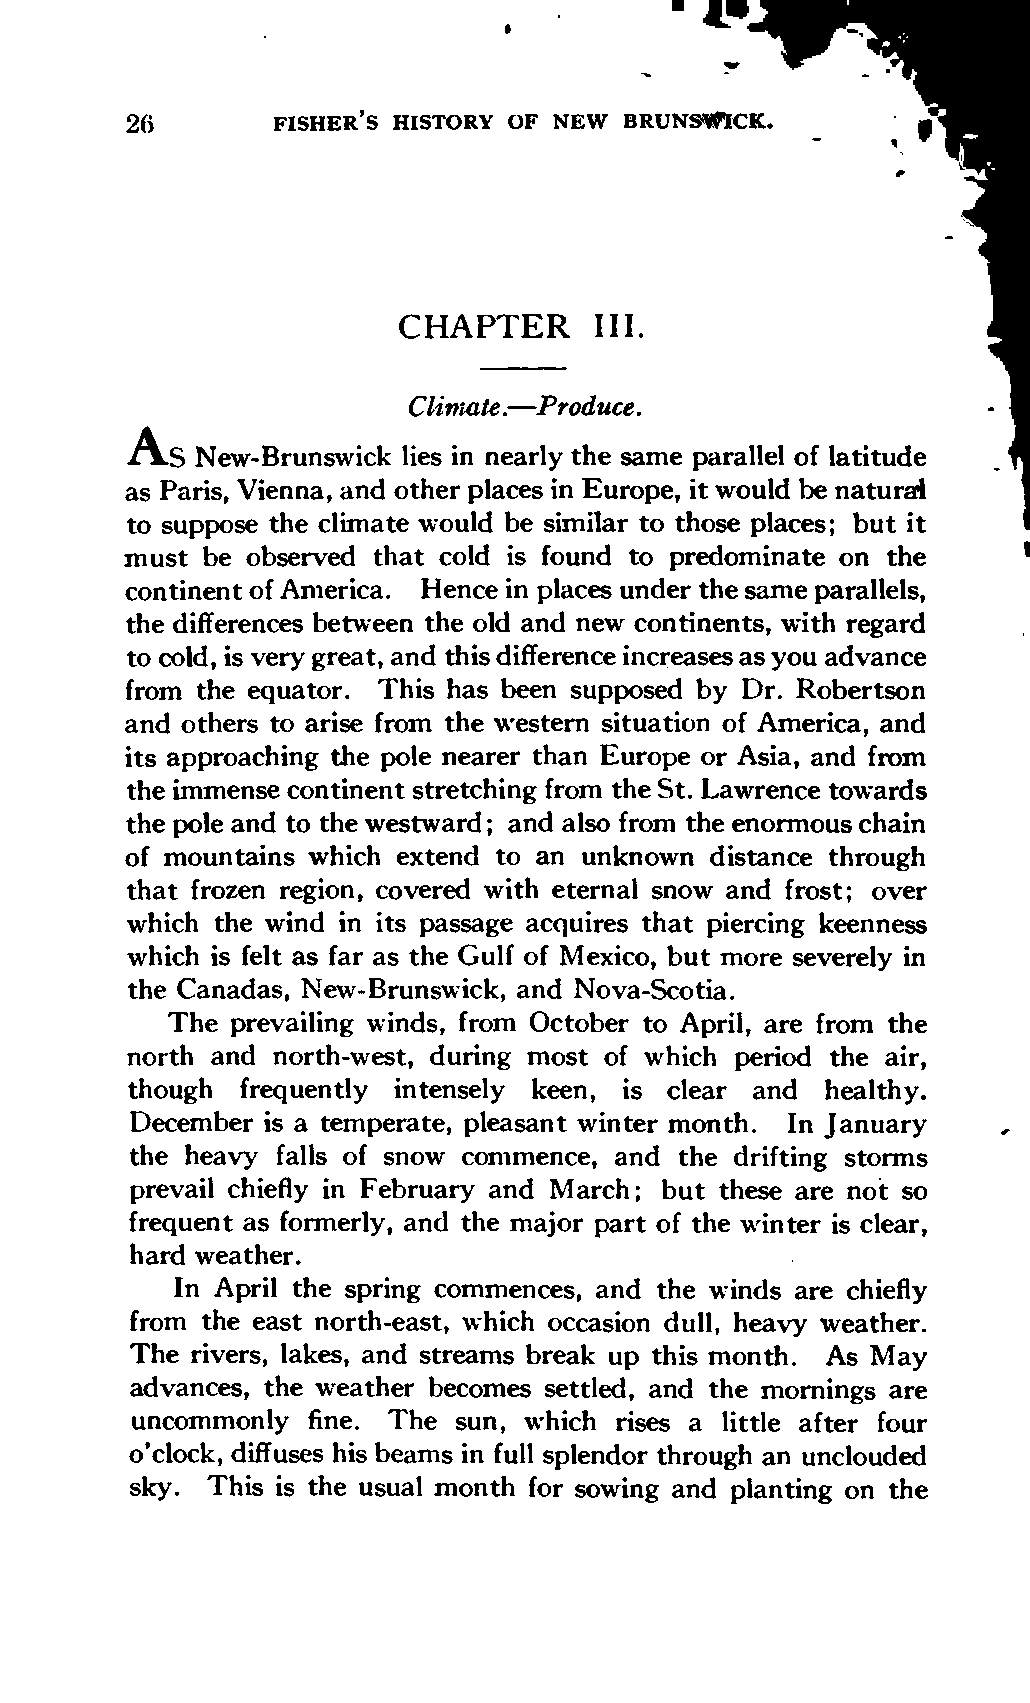 26 FISHER'S HISTORY OF NEW BRUNSWICK.
CHAPTER III.
Climate.—Produce.
As New-Brunswick lies in nearly the same parallel of latitude
as Paris, Vienna, and other places in Europe, it would be natural
to suppose the climate would be similar to those places; but it
must be observed that cold is found to predominate on the
continent of America. Hence in places under the same parallels,
the differences between the old and new continents, with regard
to cold, is very great, and this difference increases as you advance
from the equator. This has been supposed by Dr. Robertson
and others to arise from the western situation of America, and
its approaching the pole nearer than Europe or Asia, and from
the immense continent stretching from the St. Lawrence towards
the pole and to the westward; and also from the enormous chain
of mountains which extend to an unknown distance through
that frozen region, covered with eternal snow and frost; over
which the wind in its passage acquires that piercing keenness
which is felt as far as the Gulf of Mexico, but more severely in
the Canadas, New-Brunswick, and Nova-Scotia.
The prevailing winds, from October to April, are from the
north and north-west, during most of which period the air,
though frequently intensely keen, is clear and healthy.
December is a temperate, pleasant winter month. In January
the heavy falls of snow commence, and the drifting storms
prevail chiefly in February and March; but these are not so
frequent as formerly, and the major part of the winter is clear,
hard weather.
In April the spring commences, and the winds are chiefly
from the east north-east, which occasion dull, heavy weather.
The rivers, lakes, and streams break up this month. As May
advances, the weather becomes settled, and the mornings are
uncommonly fine. The sun, which rises a little after four
o'clock, diffuses his beams in full splendor through an unclouded
sky. This is the usual month for sowing and planting on the